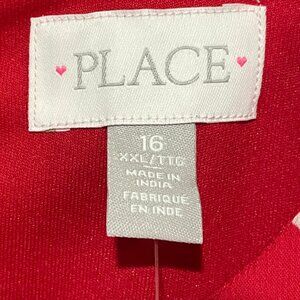 PLACE
16
XXL/TTG
MADE IN
INDIA
FABRIQUÉ
EN INDE